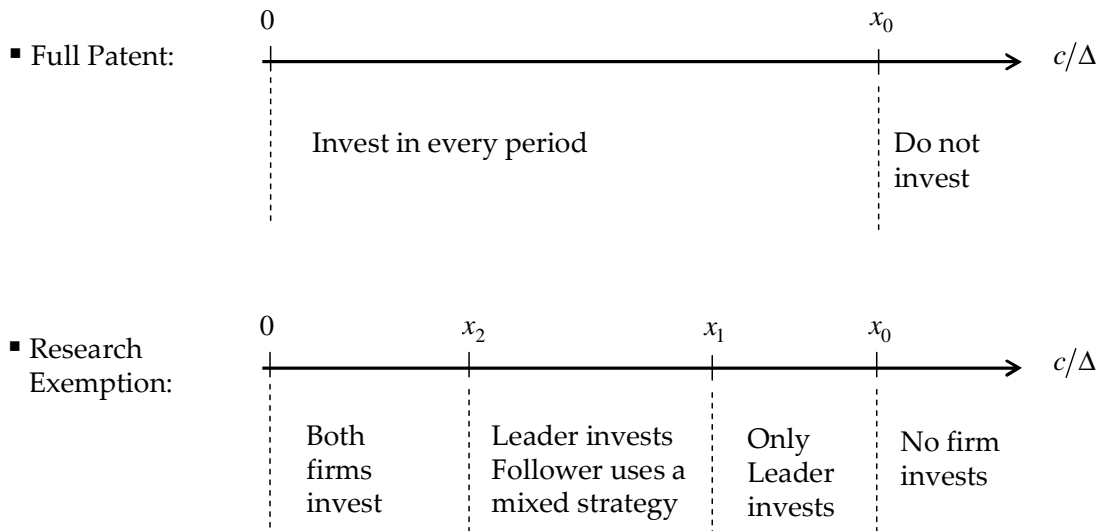 0 x₀
▪ Full Patent: c/Δ
Invest in every period Do not
invest
0 x₂ x₁ x₀
▪ Research
Exemption: c/Δ
Both Leader invests Only No firm
firms Follower uses a Leader invests
invest mixed strategy invests